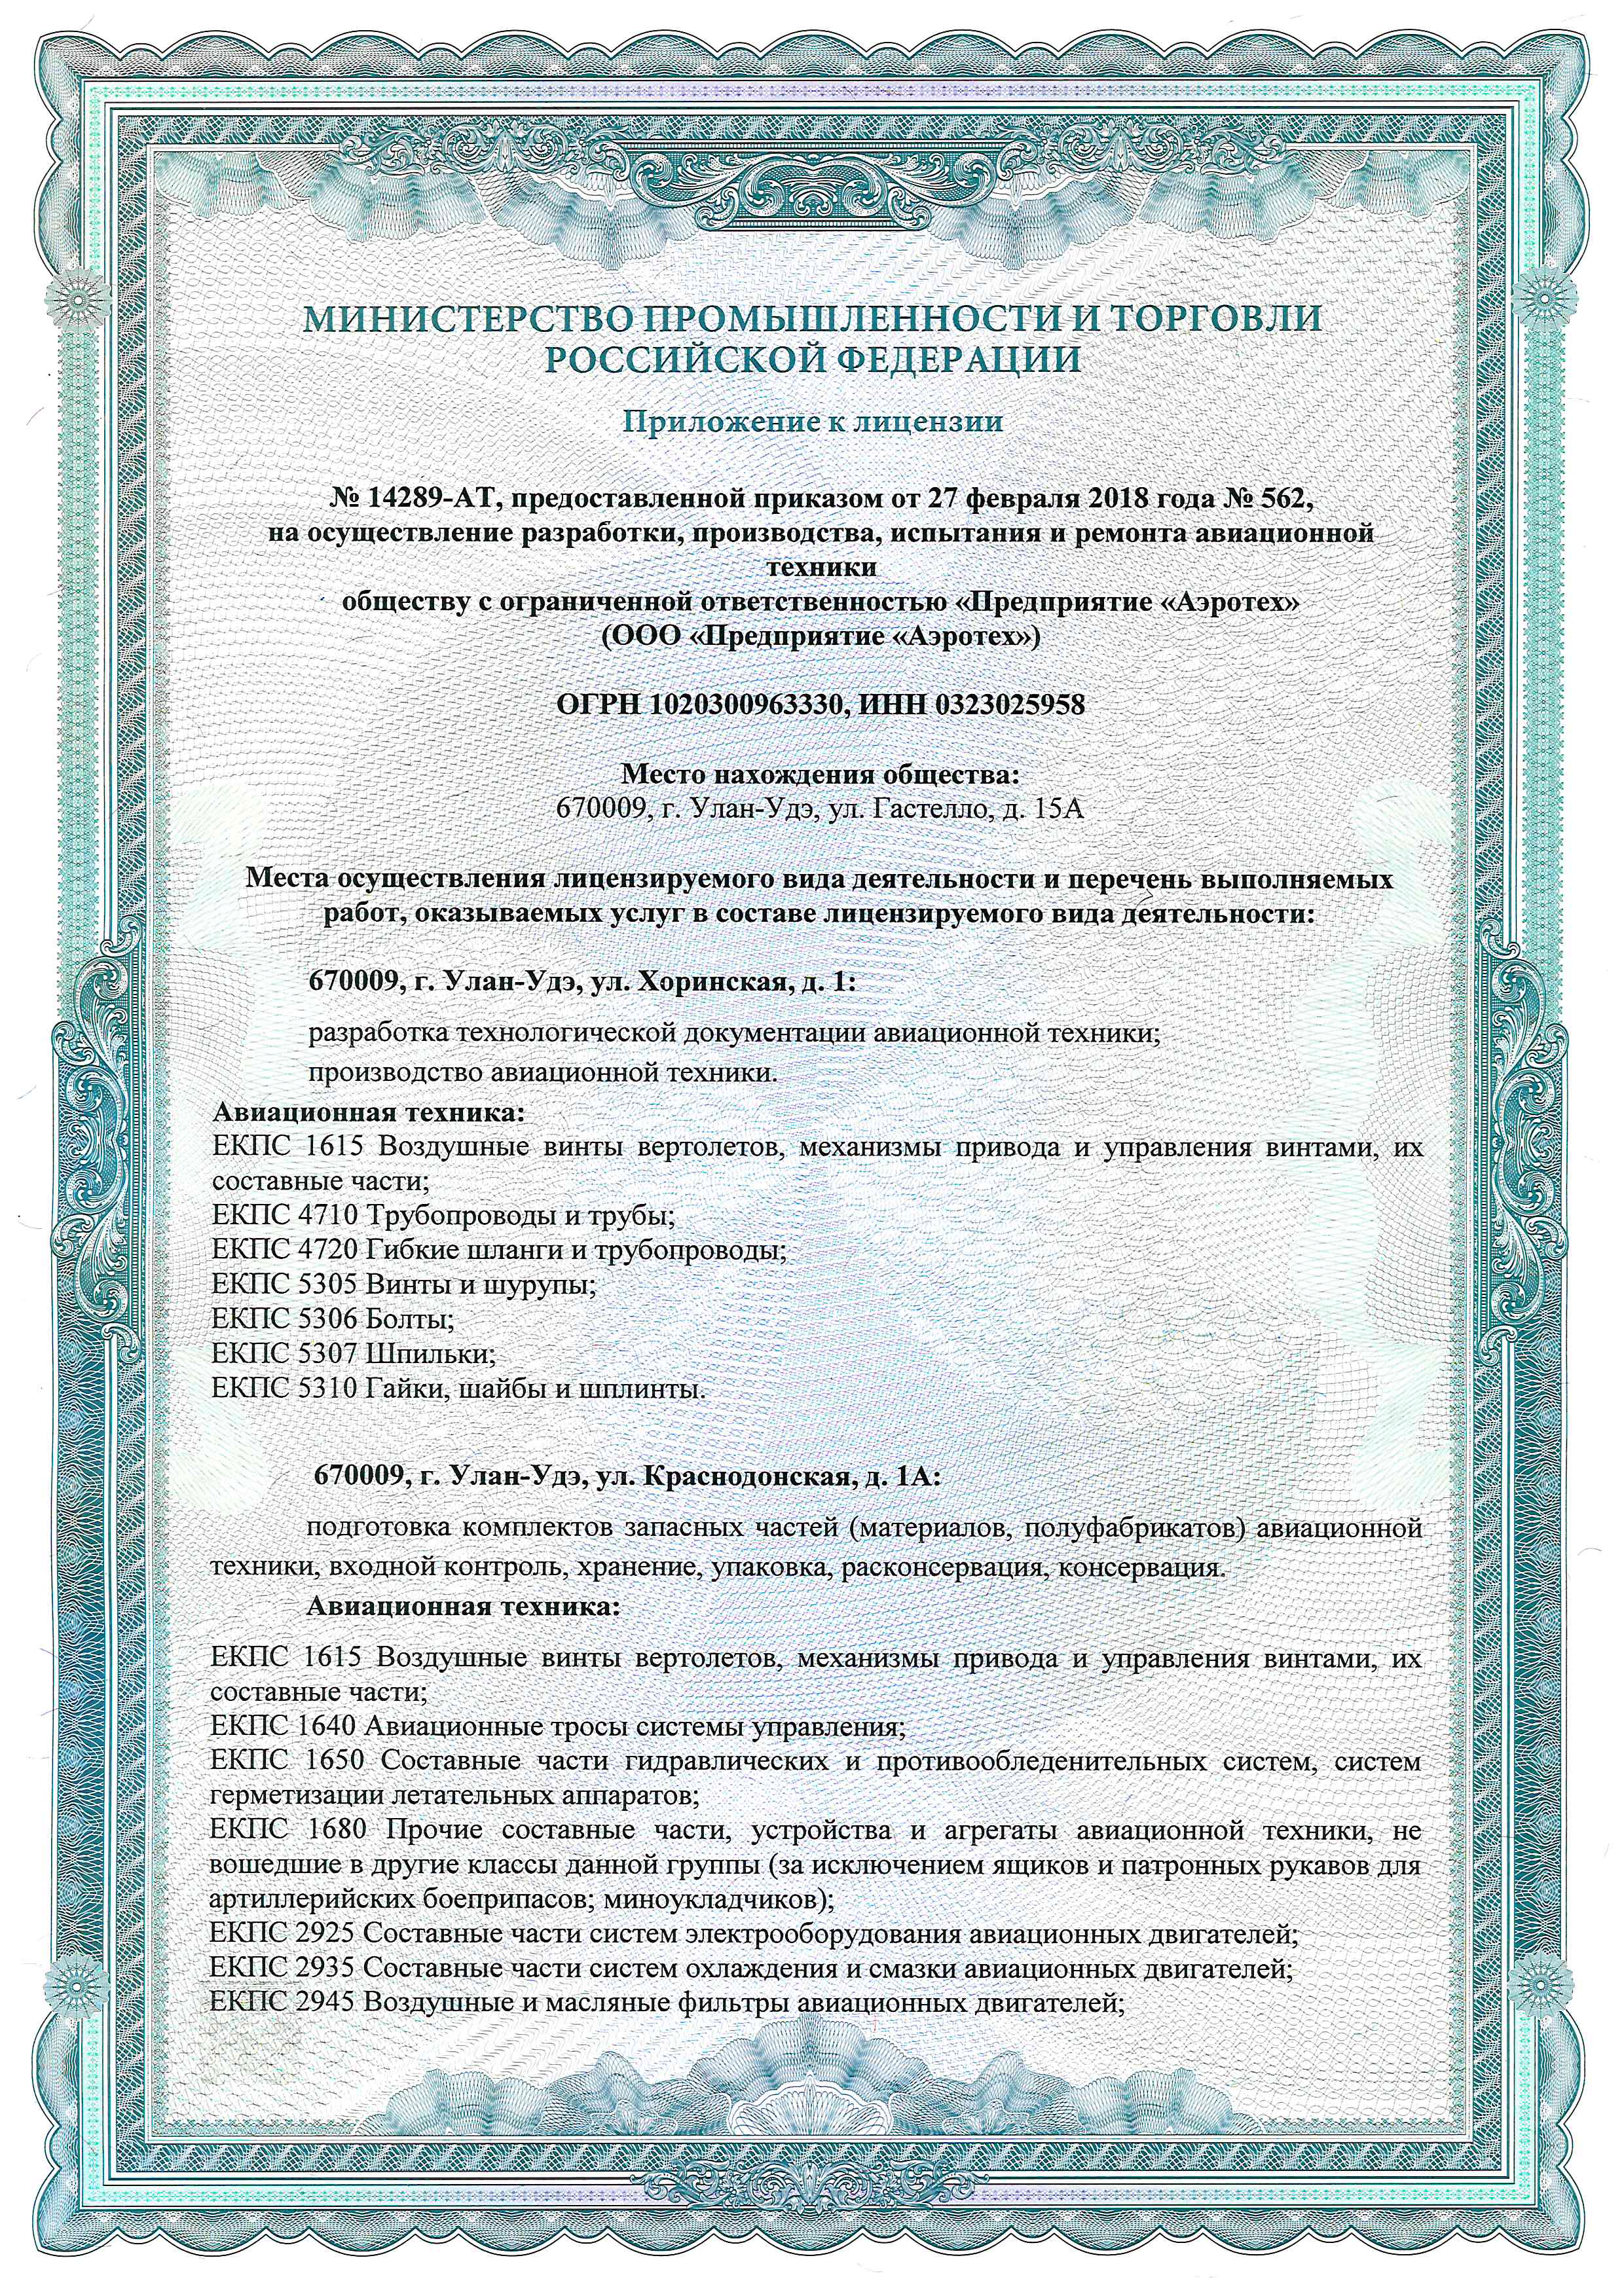 МИНИСТЕРСТВО ПРОМЫШЛЕННОСТИ И ТОРГОВЛИ
РОССИЙСКОЙ ФЕДЕРАЦИИ
Приложение к лицензии
№ 14289-АТ, предоставленной приказом от 27 февраля 2018 года № 562,
на осуществление разработки, производства, испытания и ремонта авиационной
техники
обществу с ограниченной ответственностью «Предприятие «Аэротех»
(ООО «Предприятие «Аэротех»)
ОГРН 1020300963330, ИНН 0323025958
Место нахождения общества:
670009, г. Улан-Удэ, ул. Гастелло, д. 15А
Места осуществления лицензируемого вида деятельности и перечень выполняемых
работ, оказываемых услуг в составе лицензируемого вида деятельности:
670009, г. Улан-Удэ, ул. Хоринская, д. 1:
разработка технологической документации авиационной техники;
производство авиационной техники.
Авиационная техника:
ЕКПС 1615 Воздушные винты вертолетов, механизмы привода и управления винтами, их
составные части;
ЕКПС 4710 Трубопроводы и трубы;
ЕКПС 4720 Гибкие шланги и трубопроводы;
ЕКПС 5305 Винты и шурупы;
ЕКПС 5306 Болты;
ЕКПС 5307 Шпильки;
ЕКПС 5310 Гайки, шайбы и шплинты.
670009, г. Улан-Удэ, ул. Краснодонская, д. 1А:
подготовка комплектов запасных частей (материалов, полуфабрикатов) авиационной
техники, входной контроль, хранение, упаковка, расконсервация, консервация.
Авиационная техника:
ЕКПС 1615 Воздушные винты вертолетов, механизмы привода и управления винтами, их
составные части;
ЕКПС 1640 Авиационные тросы системы управления;
ЕКПС 1650 Составные части гидравлических и противообледенительных систем, систем
герметизации летательных аппаратов;
ЕКПС 1680 Прочие составные части, устройства и агрегаты авиационной техники, не
вошедшие в другие классы данной группы (за исключением ящиков и патронных рукавов для
артиллерийских боеприпасов; миноукладчиков);
ЕКПС 2925 Составные части систем электрооборудования авиационных двигателей;
ЕКПС 2935 Составные части систем охлаждения и смазки авиационных двигателей;
ЕКПС 2945 Воздушные и масляные фильтры авиационных двигателей;